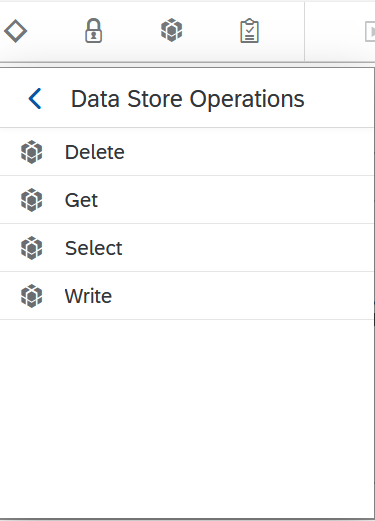 Data Store Operations
Delete
Get
Select
Write